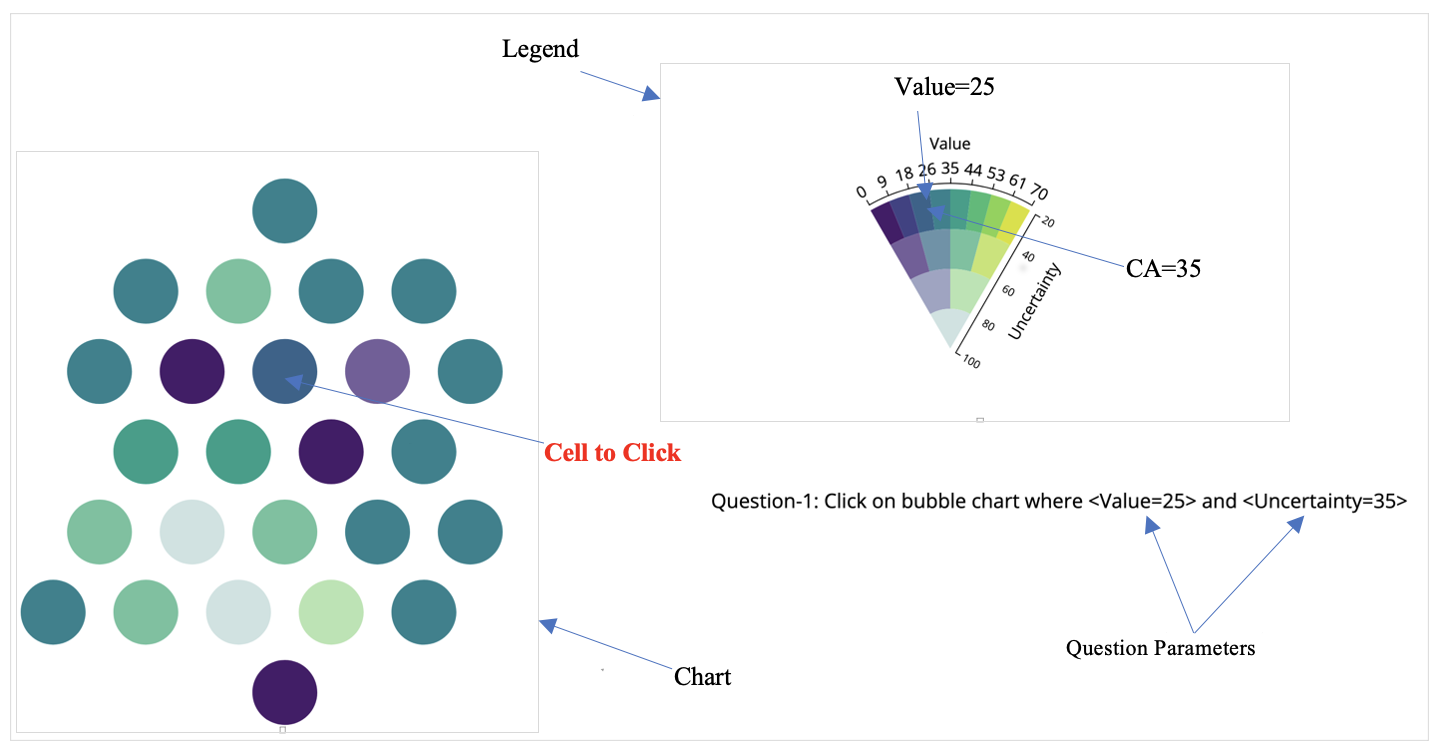 Legend
Value=25
Value
0 9 18 26 35 44 53 61 70
20
40
60
80
100
Uncertainty
CA=35
Cell to Click
Question-1: Click on bubble chart where <Value=25> and <Uncertainty=35>
Question Parameters
Chart